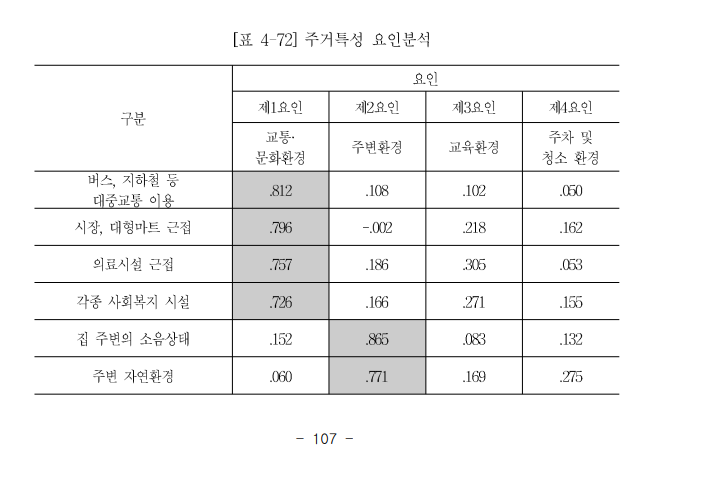 [표 4-72] 주거특성 요인분석
구분
요인
제1요인 제2요인 제3요인 제4요인
교통·
문화환경
주변환경
교육환경
주차 및
청소 환경
버스, 지하철 등
대중교통 이용
.812 .108 .102 .050
시장, 대형마트 근접 .796 -.002 .218 .162
의료시설 근접 .757 .186 .305 .053
각종 사회복지 시설 .726 .166 .271 .155
집 주변의 소음상태 .152 .865 .083 .132
주변 자연환경 .060 .771 .169 .275
- 107 -